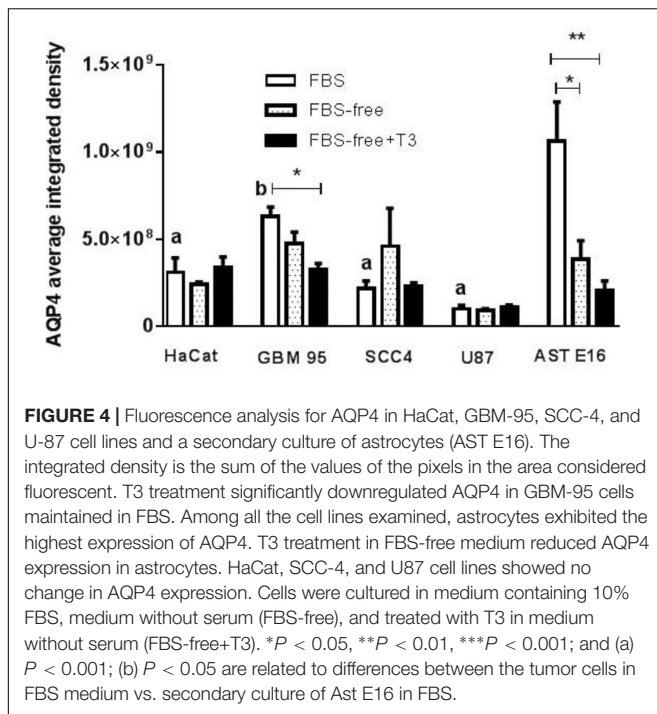 **
1.5×10⁹
*
FBS
FBS-free
FBS-free+T3
1.0×10⁹
*
b
5.0×10⁸
a
a
a
0
AQP4 average integrated density
HaCat GBM 95 SCC4 U87 AST E16
FIGURE 4 | Fluorescence analysis for AQP4 in HaCat, GBM-95, SCC-4, and
U-87 cell lines and a secondary culture of astrocytes (AST E16). The
integrated density is the sum of the values of the pixels in the area considered
fluorescent. T3 treatment significantly downregulated AQP4 in GBM-95 cells
maintained in FBS. Among all the cell lines examined, astrocytes exhibited the
highest expression of AQP4. T3 treatment in FBS-free medium reduced AQP4
expression in astrocytes. HaCat, SCC-4, and U87 cell lines showed no
change in AQP4 expression. Cells were cultured in medium containing 10%
FBS, medium without serum (FBS-free), and treated with T3 in medium
without serum (FBS-free+T3). *P < 0.05, **P < 0.01, ***P < 0.001; and (a)
P < 0.001; (b) P < 0.05 are related to differences between the tumor cells in
FBS medium vs. secondary culture of Ast E16 in FBS.